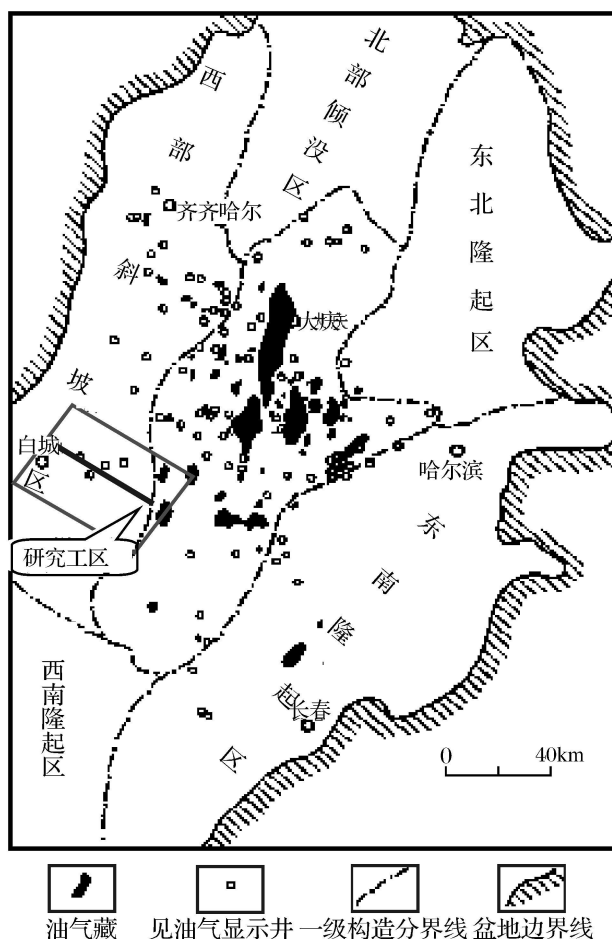 北部倾没区
西部斜坡区
东北隆起区
齐齐哈尔
大庆
白城
哈尔滨
研究工区
东南隆起区
西南隆起区
长春
0 40km
油气藏 见油气显示井 一级构造分界线 盆地边界线